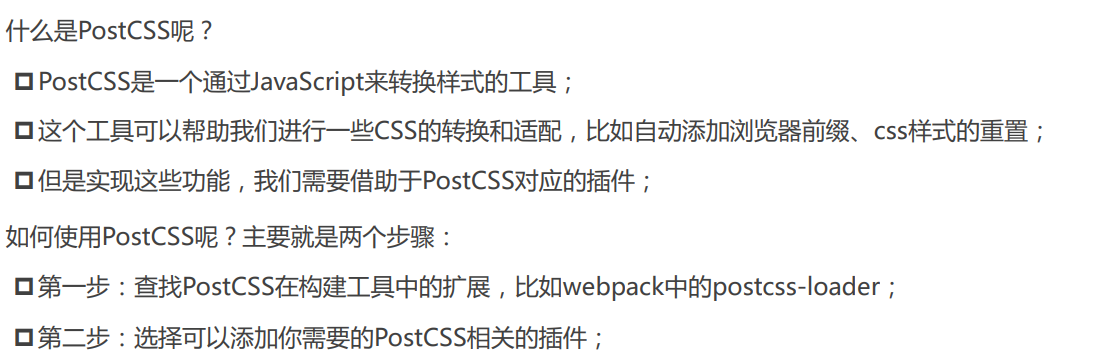 什么是PostCSS呢？
PostCSS是一个通过JavaScript来转换样式的工具；
这个工具可以帮助我们进行一些CSS的转换和适配，比如自动添加浏览器前缀、css样式的重置；
但是实现这些功能，我们需要借助于PostCSS对应的插件；
如何使用PostCSS呢？主要就是两个步骤：
第一步：查找PostCSS在构建工具中的扩展，比如webpack中的postcss-loader；
第二步：选择可以添加你需要的PostCSS相关的插件；